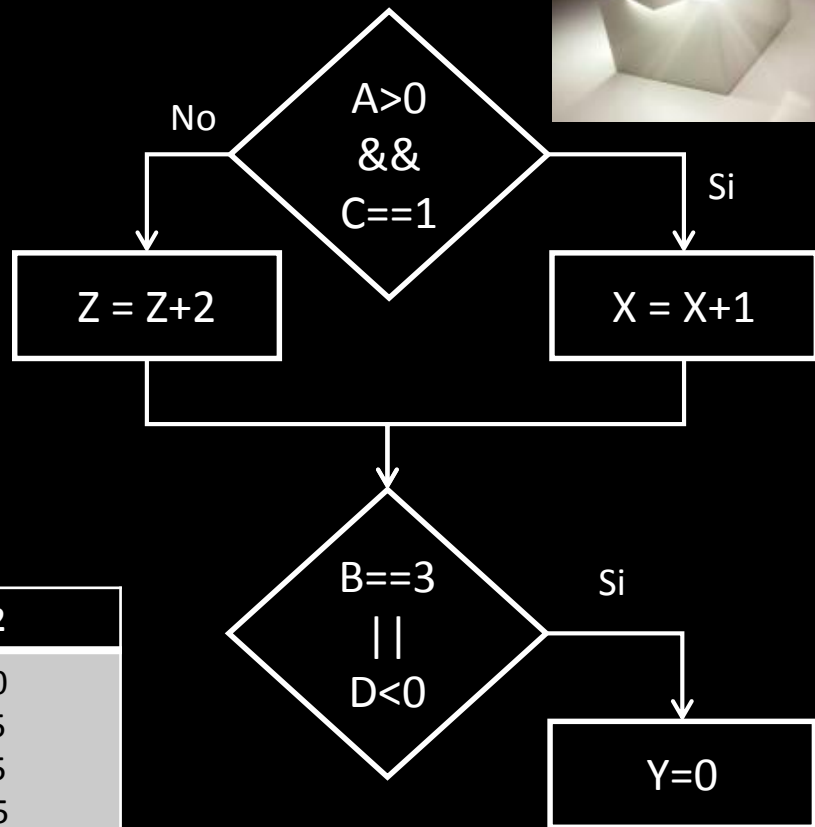 A>0
&&
C==1
No
Si
Z = Z+2
X = X+1
B==3
||
D<0
Si
Y=0